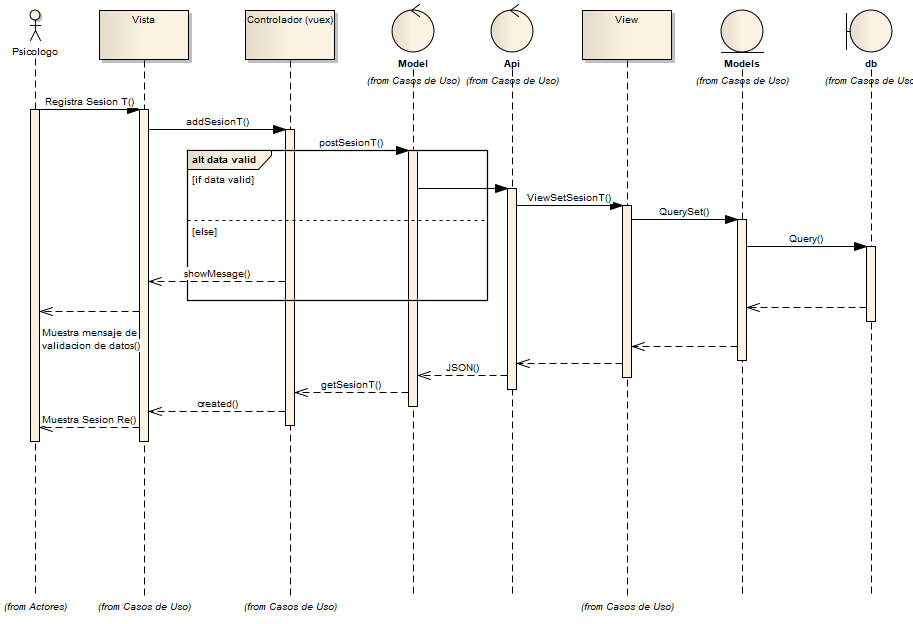 Vista
Controlador (vuex)
View
Psicologo
Model
Api
Models
db
(from Casos de Uso)
(from Casos de Uso)
(from Casos de Uso)
(from Casos de Uso
Registra Sesion T()
addSesionT()
postSesionT()
alt data valid
[if data valid]
ViewSetSesionT()
QuerySet()
[else]
Query()
showMesage()
Muestra mensaje de
validacion de datos()
JSON()
getSesionT()
created()
Muestra Sesion Re()
(from Actores)
(from Casos de Uso)
(from Casos de Uso)
(from Casos de Uso)